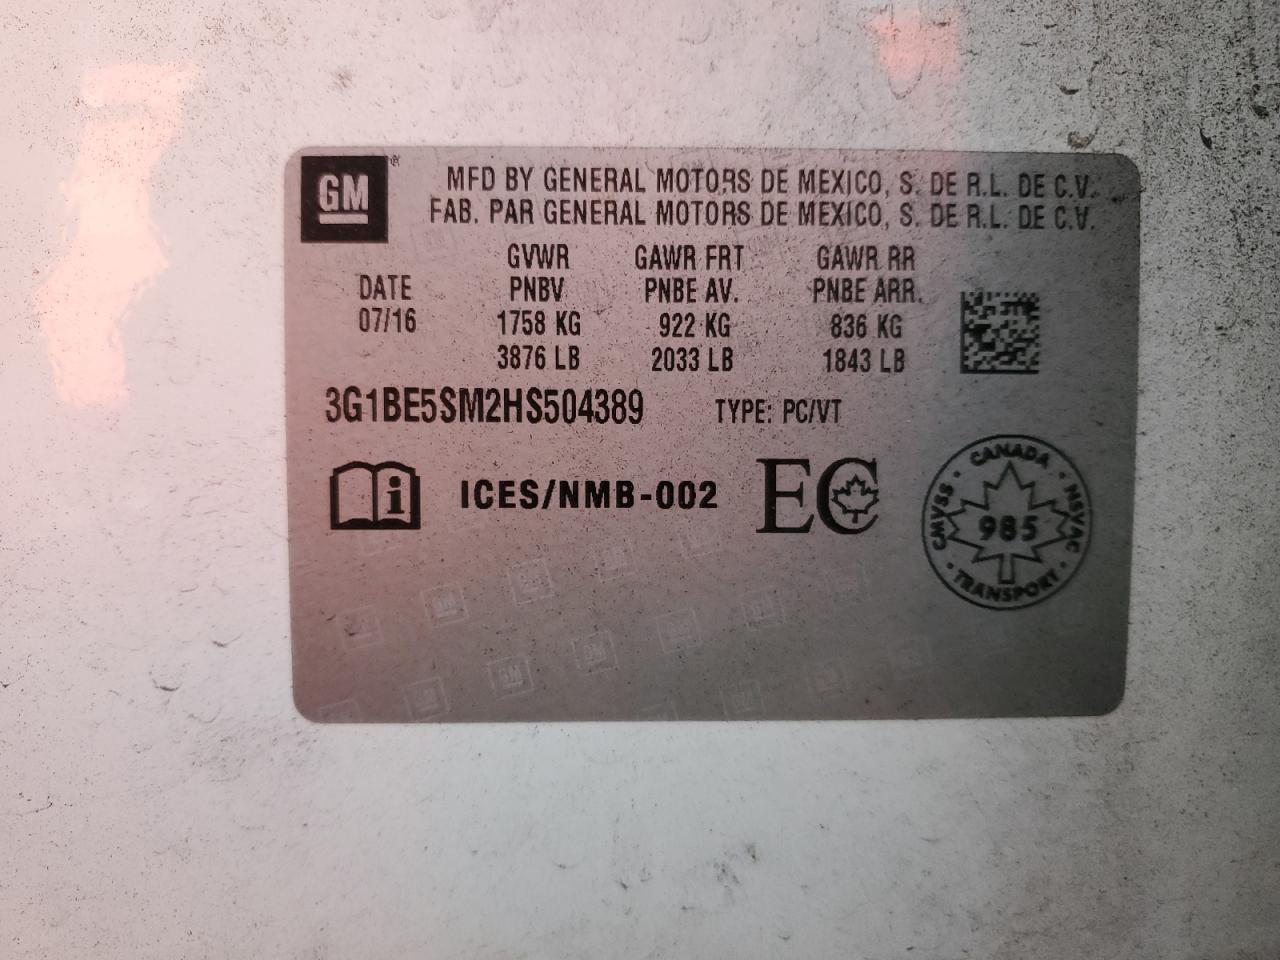 GM®
MFD BY GENERAL MOTORS DE MEXICO, S. DE R.L. DE C.V.
FAB. PAR GENERAL MOTORS DE MEXICO, S. DE R.L. DE C.V.
GVWR GAWR FRT GAWR RR
DATE PNBV PNBE AV. PNBE ARR.
07/16 1758 KG 922 KG 836 KG
3876 LB 2033 LB 1843 LB
3G1BE5SM2HS504389 TYPE: PC/VT
i ICES/NMB-002 EC
CANADA
CMVSS 985 NSVAC
TRANSPORT